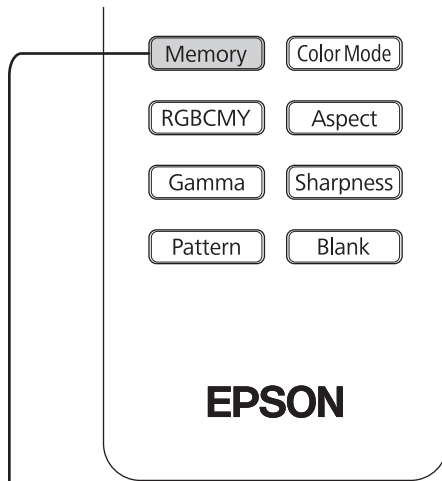 Memory Color Mode
RGBCMY Aspect
Gamma Sharpness
Pattern Blank
EPSON